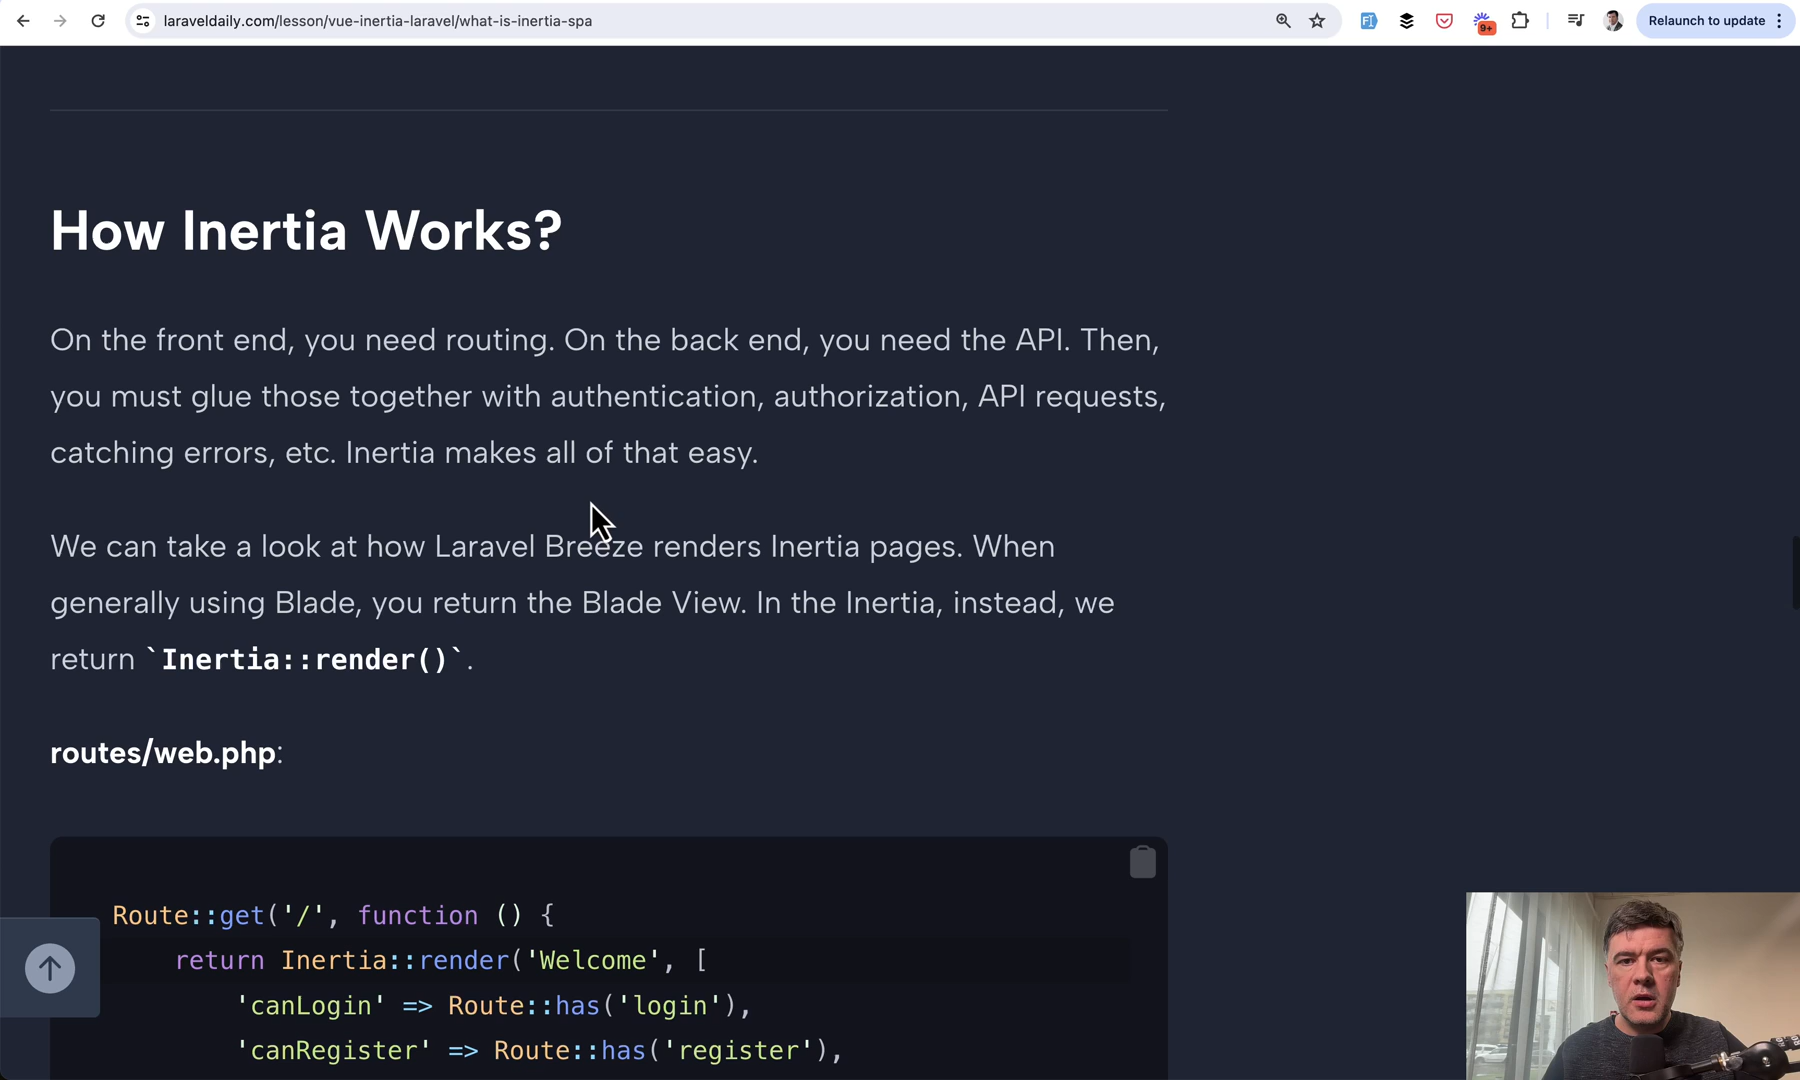 laraveldaily.com/lesson/vue-inertia-laravel/what-is-inertia-spa
9+
Relaunch to update
How Inertia Works?
On the front end, you need routing. On the back end, you need the API. Then,
you must glue those together with authentication, authorization, API requests,
catching errors, etc. Inertia makes all of that easy.
We can take a look at how Laravel Breeze renders Inertia pages. When
generally using Blade, you return the Blade View. In the Inertia, instead, we
return `Inertia::render()`.
routes/web.php:
Route::get('/', function () {
return Inertia::render('Welcome', [
'canLogin' => Route::has('login'),
'canRegister' => Route::has('register'),